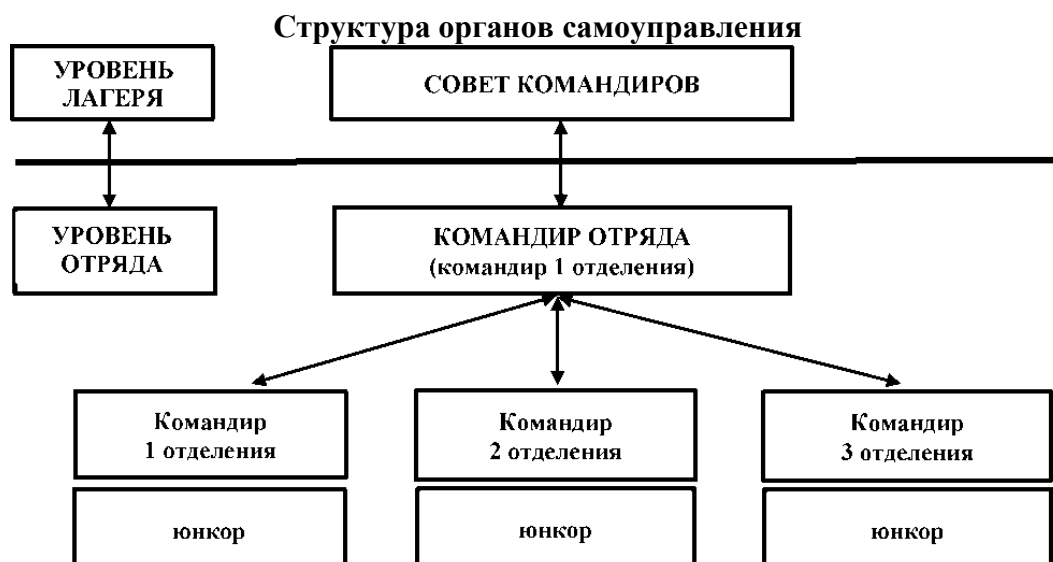 Структура органов самоуправления
УРОВЕНЬ
ЛАГЕРЯ
СОВЕТ КОМАНДИРОВ
УРОВЕНЬ
ОТРЯДА
КОМАНДИР ОТРЯДА
(командир 1 отделения)
Командир
1 отделения
Командир
2 отделения
Командир
3 отделения
юнкор
юнкор
юнкор